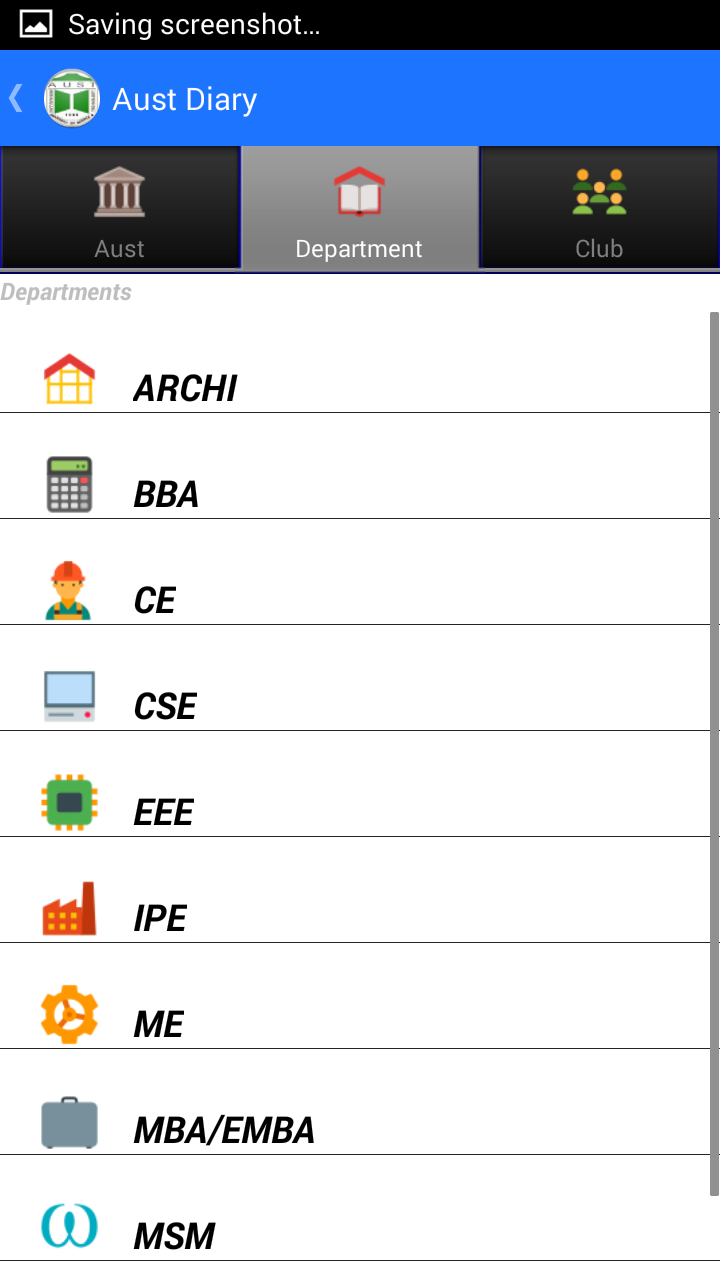 Saving screenshot...
Aust Diary
Aust
Department
Club
Departments
ARCHI
BBA
CE
CSE
EEE
IPE
ME
MBA/EMBA
MSM